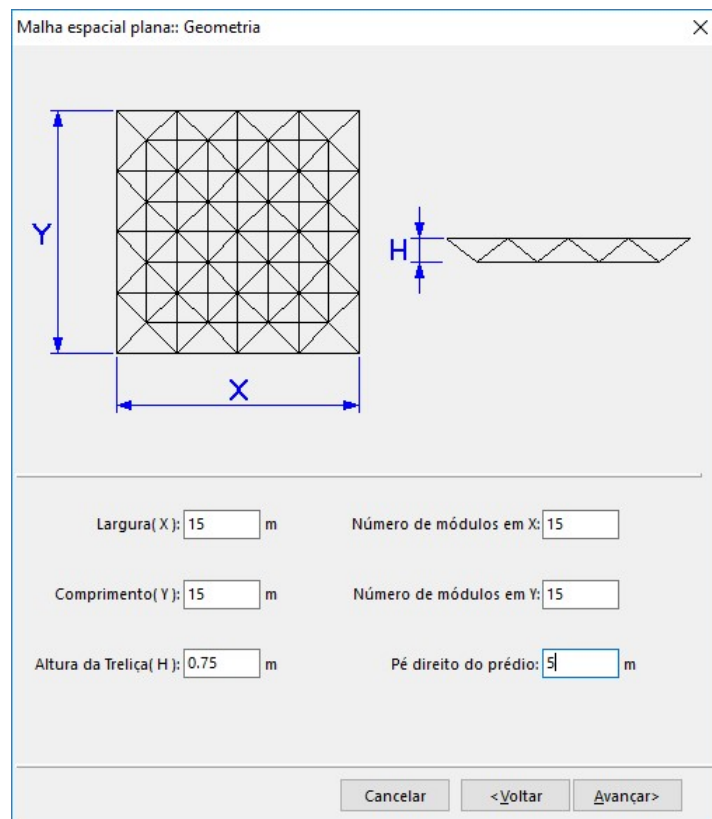 Malha espacial plana:: Geometria
Y
H
X
Largura( X ): 15 m Número de módulos em X: 15
Comprimento( Y ): 15 m Número de módulos em Y: 15
Altura da Treliça( H ): 0.75 m Pé direito do prédio: 5 m
Cancelar <Voltar Avançar>